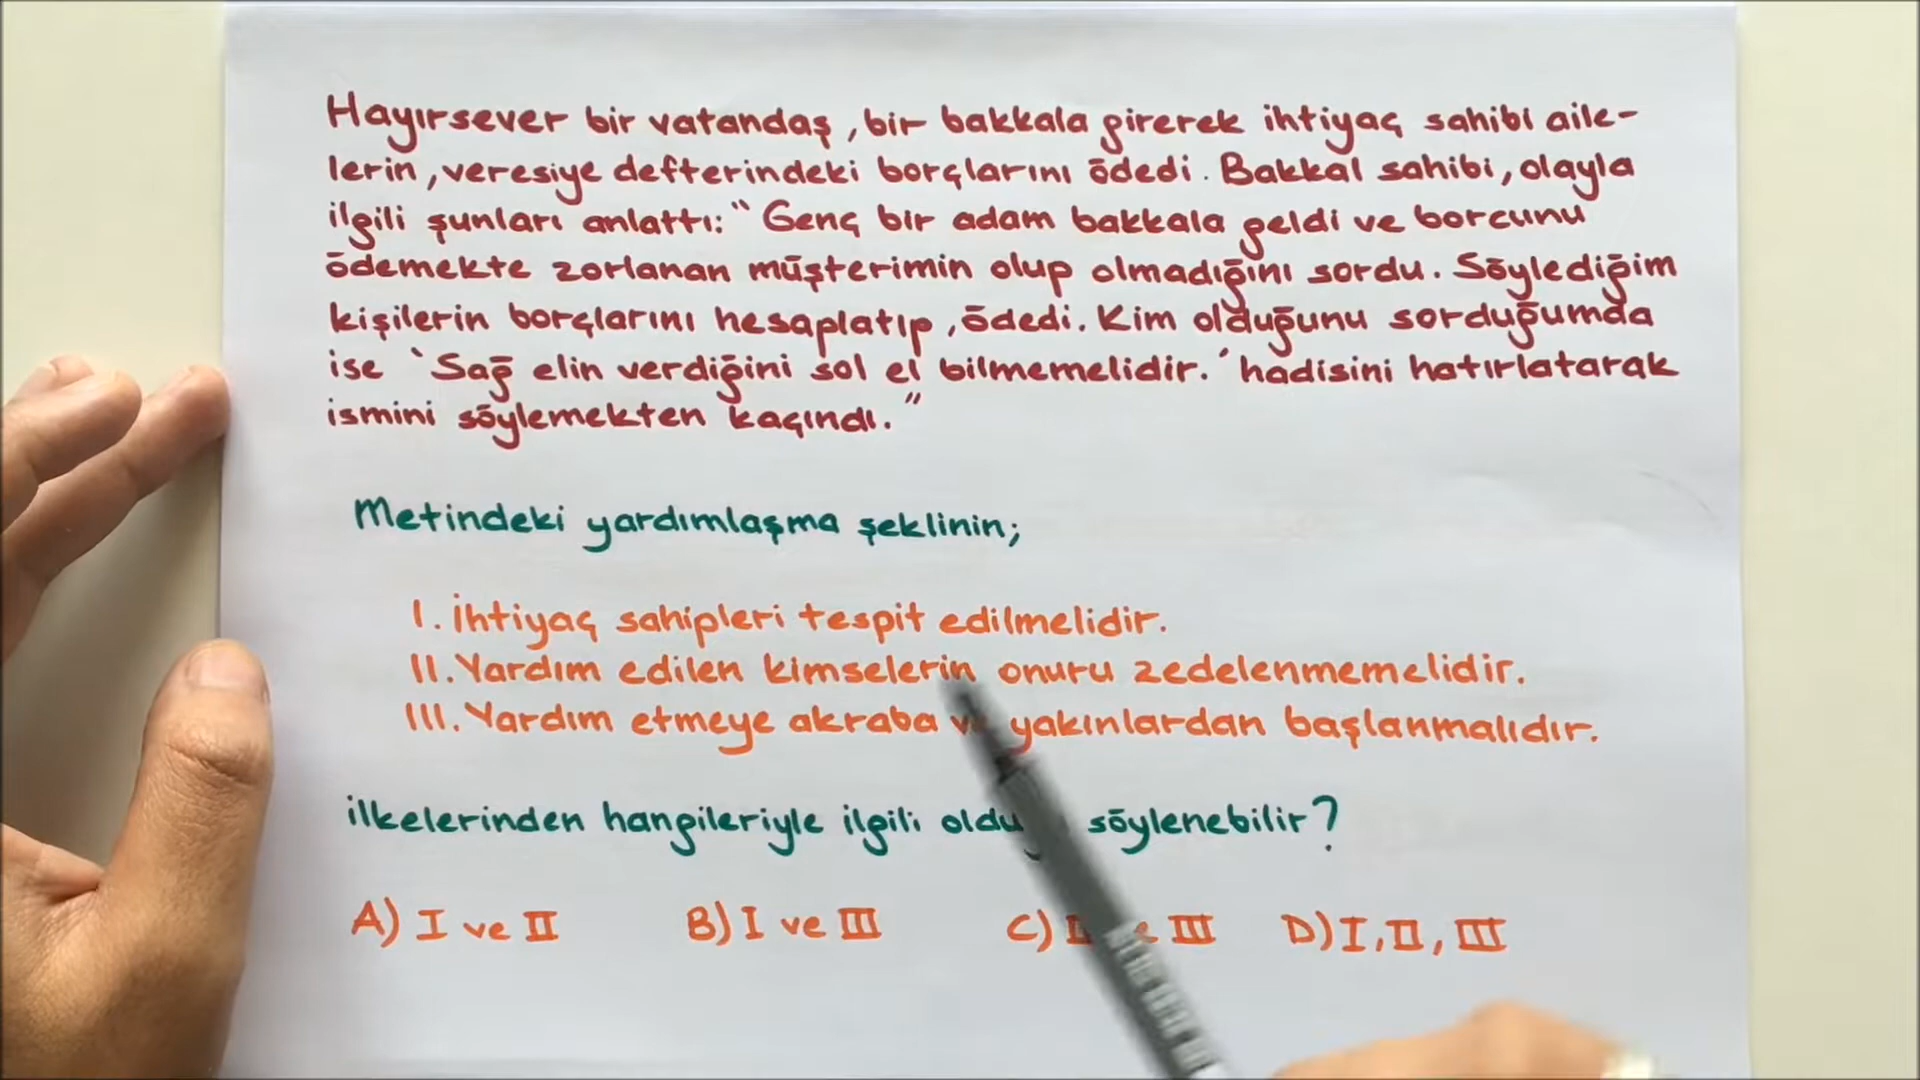 Hayırsever bir vatandaş, bir bakkala girerek ihtiyaç sahibi aile-
lerin, veresiye defterindeki borçlarını ödedi. Bakkal sahibi, olayla
ilgili şunları anlattı: “Genç bir adam bakkala geldi ve borcunu
ödemekte zorlanan müşterimin olup olmadığını sordu. Söylediğim
kişilerin borçlarını hesaplatıp, ödedi. Kim olduğunu sorduğumda
ise ‘Sağ elin verdiğini sol el bilmemelidir.’ hadisini hatırlatarak
ismini söylemekten kaçındı.”
Metindeki yardımlaşma şeklinin;
I. İhtiyaç sahipleri tespit edilmelidir.
II. Yardım edilen kimselerin onuru zedelenmemelidir.
III. Yardım etmeye akraba yakınlardan başlanmalıdır.
ilkelerinden hangileriyle ilgili söylenebilir?
A) I ve II B) I ve III C) III D) I, II, III